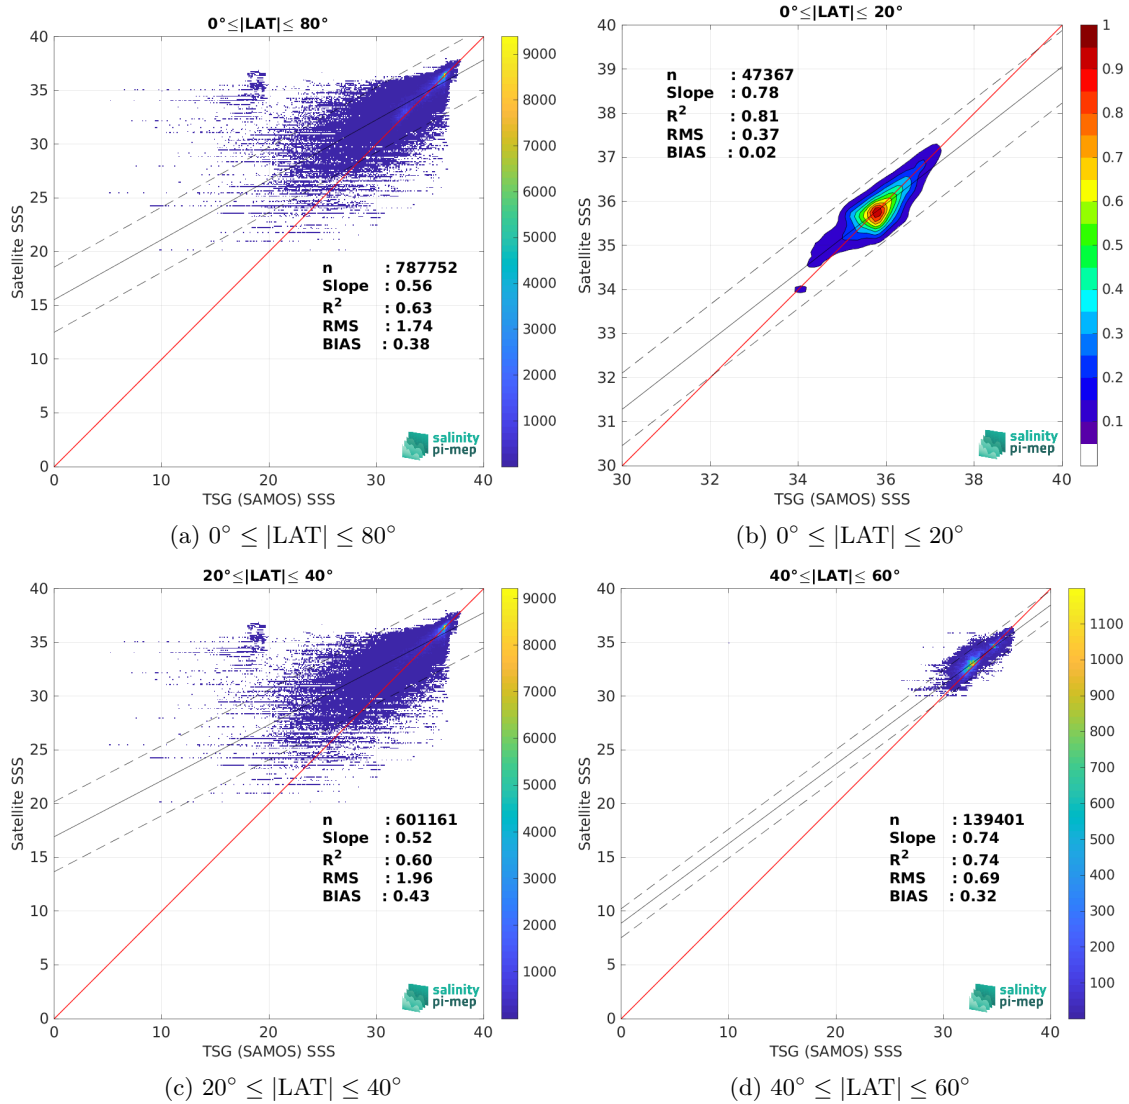 0°≤|LAT|≤ 80°
40
35
30
25
20
15
10
5
0
0
10
20
30
40
Satellite SSS
TSG (SAMOS) SSS
n : 787752
Slope : 0.56
R² : 0.63
RMS : 1.74
BIAS : 0.38
salinity
pi-mep
9000
8000
7000
6000
5000
4000
3000
2000
1000
(a) 0° ≤ |LAT| ≤ 80°
0°≤|LAT|≤ 20°
40
39
38
37
36
35
34
33
32
31
30
30
32
34
36
38
40
Satellite SSS
TSG (SAMOS) SSS
n : 47367
Slope : 0.78
R² : 0.81
RMS : 0.37
BIAS : 0.02
salinity
pi-mep
1
0.9
0.8
0.7
0.6
0.5
0.4
0.3
0.2
0.1
(b) 0° ≤ |LAT| ≤ 20°
20°≤|LAT|≤ 40°
40
35
30
25
20
15
10
5
0
0
10
20
30
40
Satellite SSS
TSG (SAMOS) SSS
n : 601161
Slope : 0.52
R² : 0.60
RMS : 1.96
BIAS : 0.43
salinity
pi-mep
9000
8000
7000
6000
5000
4000
3000
2000
1000
(c) 20° ≤ |LAT| ≤ 40°
40°≤|LAT|≤ 60°
40
35
30
25
20
15
10
5
0
0
10
20
30
40
Satellite SSS
TSG (SAMOS) SSS
n : 139401
Slope : 0.74
R² : 0.74
RMS : 0.69
BIAS : 0.32
salinity
pi-mep
1100
1000
900
800
700
600
500
400
300
200
100
(d) 40° ≤ |LAT| ≤ 60°